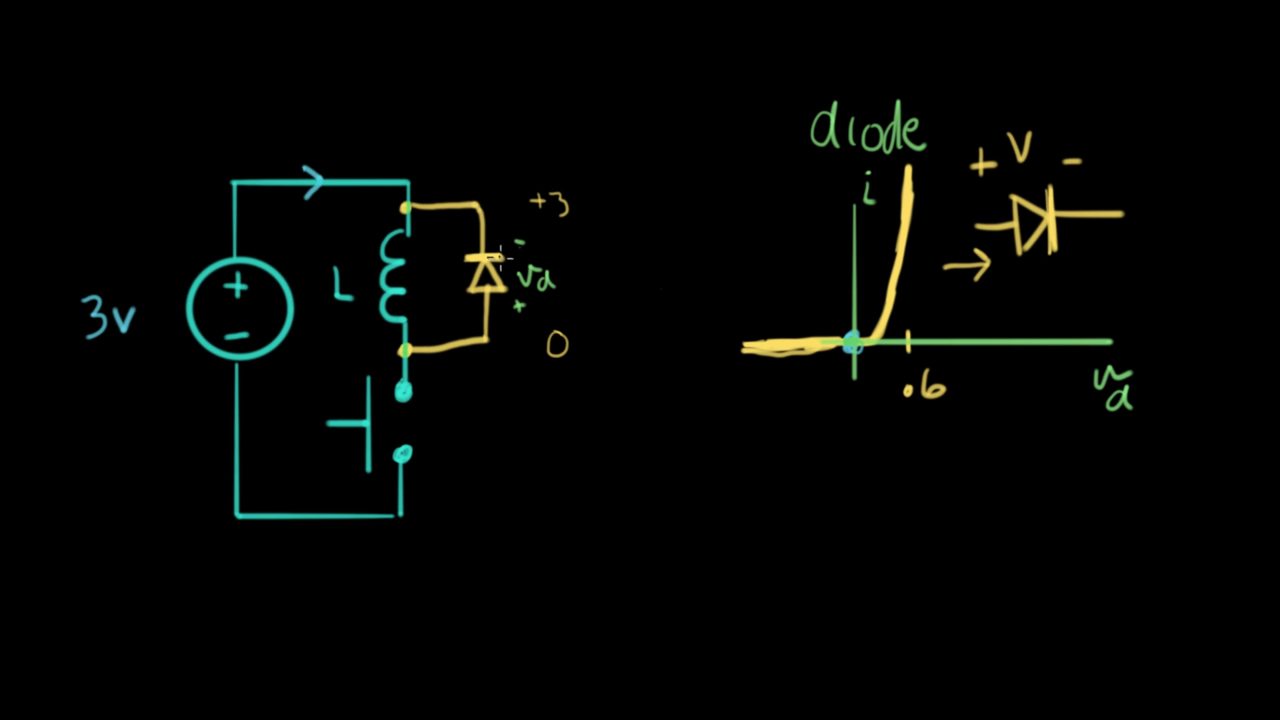 diode
+ v -
i
+3
-
3v
+
-
L
vd
+
0
.6
vd